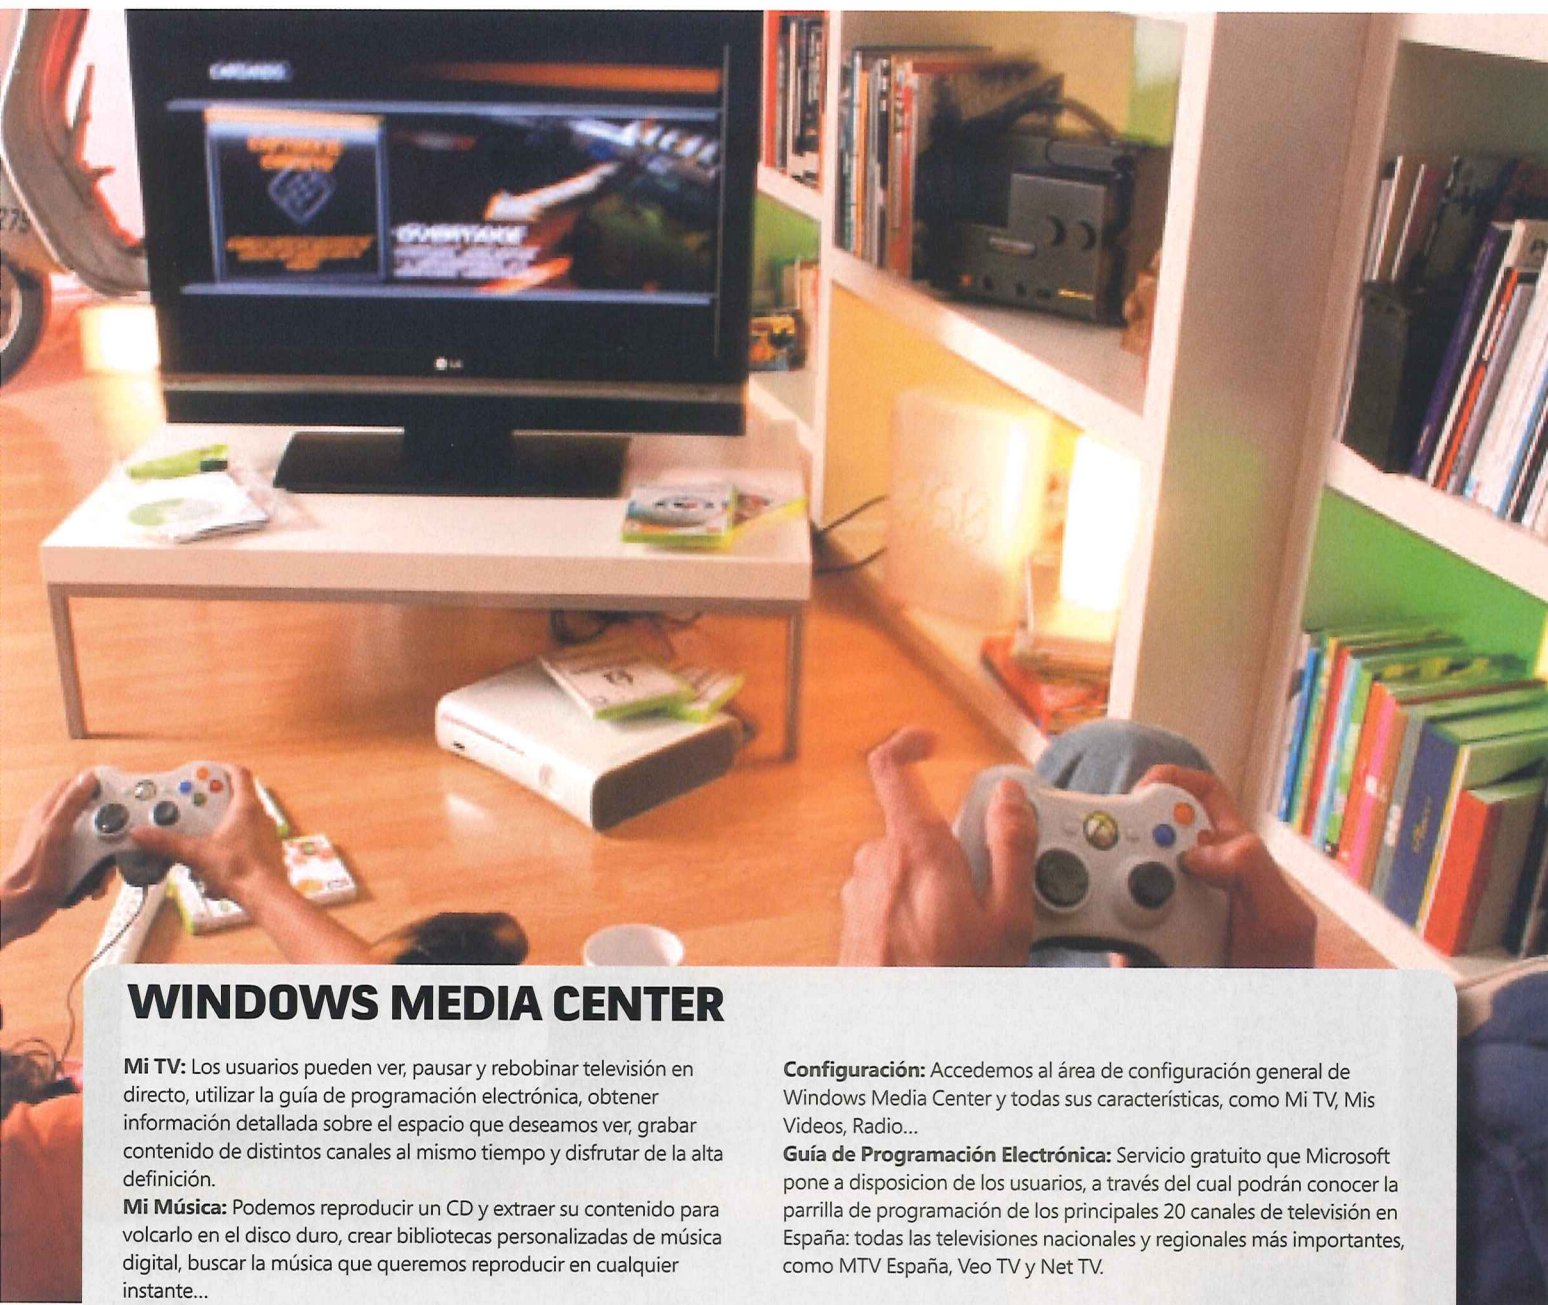 CARGANDO
CAPTURA EL
OBJETIVO
LG
WINDOWS MEDIA CENTER
Mi TV: Los usuarios pueden ver, pausar y rebobinar televisión en
directo, utilizar la guía de programación electrónica, obtener
información detallada sobre el espacio que deseamos ver, grabar
contenido de distintos canales al mismo tiempo y disfrutar de la alta
definición.
Mi Música: Podemos reproducir un CD y extraer su contenido para
volcarlo en el disco duro, crear bibliotecas personalizadas de música
digital, buscar la música que queremos reproducir en cualquier
instante...
Configuración: Accedemos al área de configuración general de
Windows Media Center y todas sus características, como Mi TV, Mis
Videos, Radio...
Guía de Programación Electrónica: Servicio gratuito que Microsoft
pone a disposicion de los usuarios, a través del cual podrán conocer la
parrilla de programación de los principales 20 canales de televisión en
España: todas las televisiones nacionales y regionales más importantes,
como MTV España, Veo TV y Net TV.